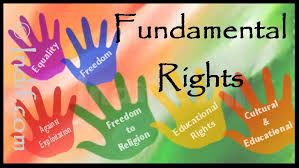 Fundamental
Rights
Equality
Freedom
Against
Exploitation
Freedom
to
Religion
Educational
Rights
Cultural
&
Educational